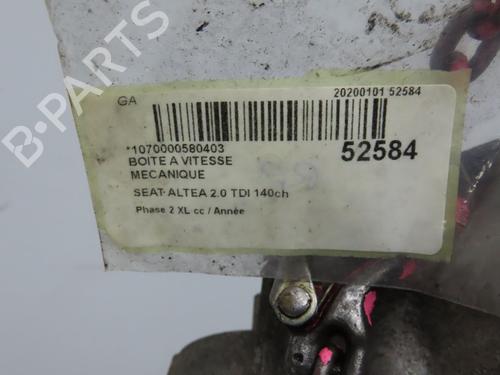 B-PARTS
GA
20200101 52584
*1070000580403
52584
BOITE A VITESSE
MECANIQUE
SEAT ALTEA 2.0 TDI 140ch
Phase 2 XL cc / Année